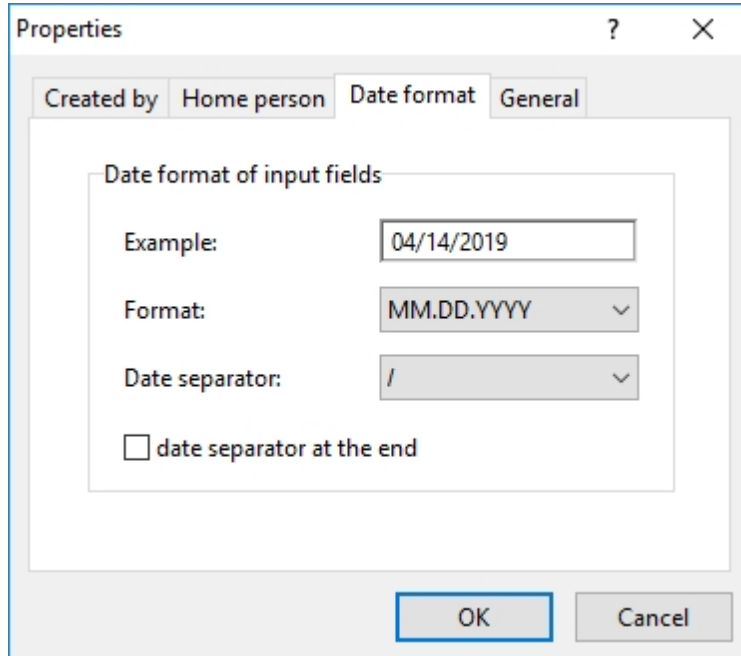 Properties ?
Created by Home person Date format General
Date format of input fields
Example: 04/14/2019
Format: MM.DD.YYYY
Date separator: /
date separator at the end
OK Cancel